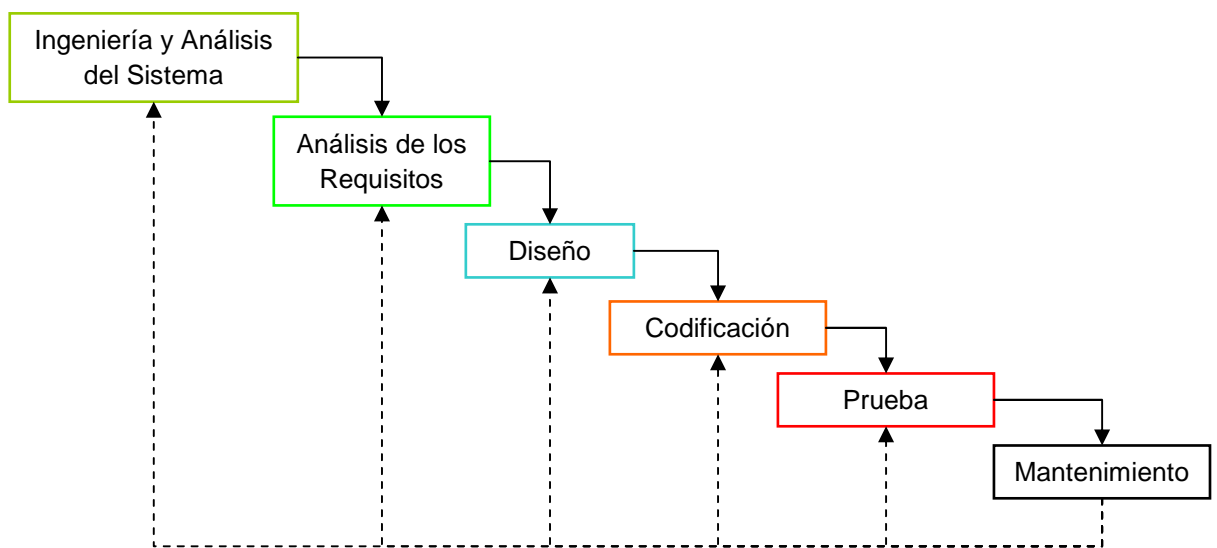 Ingeniería y Análisis
del Sistema
Análisis de los
Requisitos
Diseño
Codificación
Prueba
Mantenimiento